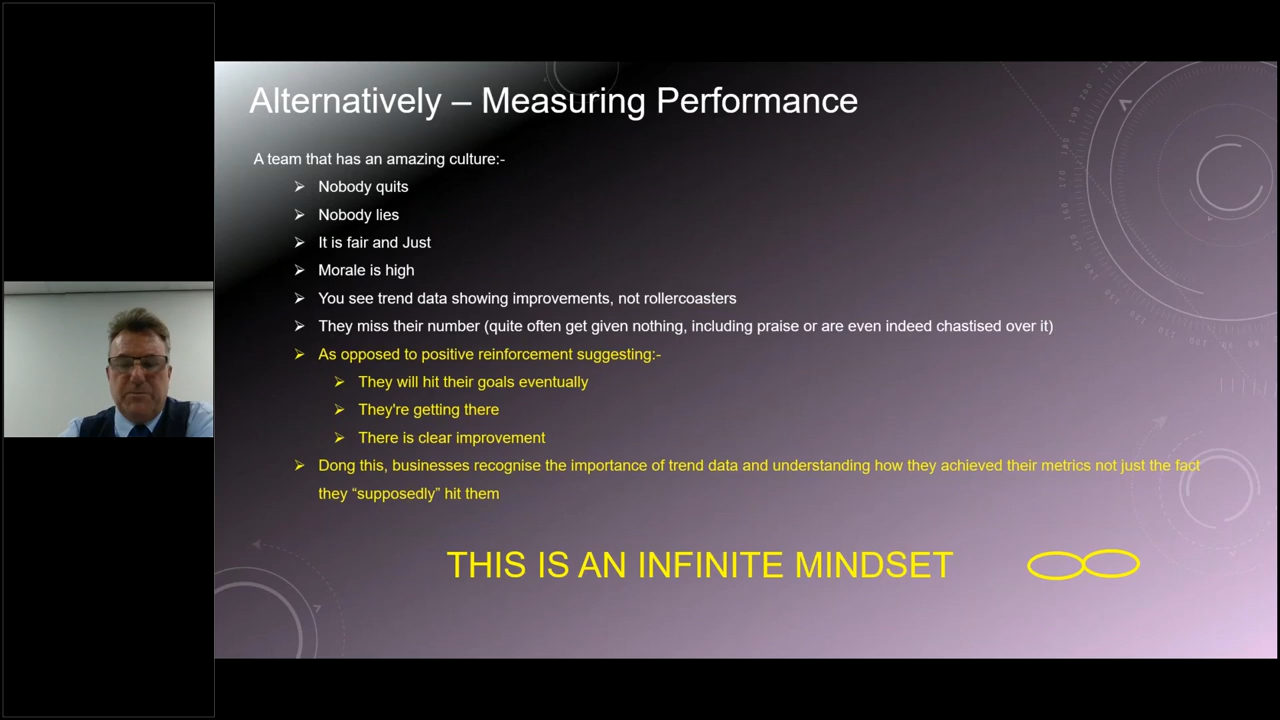 Alternatively – Measuring Performance
A team that has an amazing culture:-
Nobody quits
Nobody lies
It is fair and Just
Morale is high
You see trend data showing improvements, not rollercoasters
They miss their number (quite often get given nothing, including praise or are even indeed chastised over it)
As opposed to positive reinforcement suggesting:-
They will hit their goals eventually
They're getting there
There is clear improvement
Dong this, businesses recognise the importance of trend data and understanding how they achieved their metrics not just the fact
they “supposedly” hit them
THIS IS AN INFINITE MINDSET